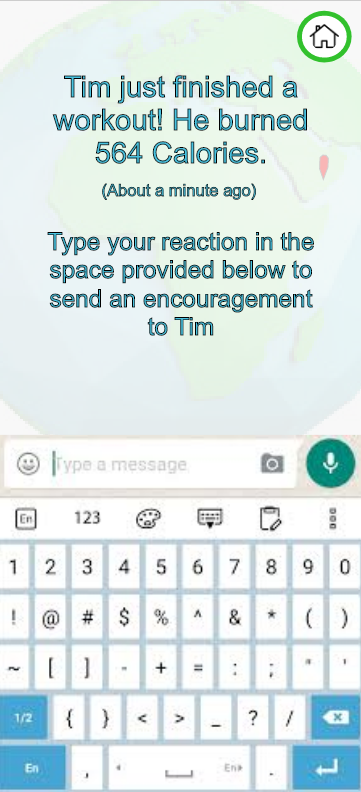 Tim just finished a
workout! He burned
564 Calories.
(About a minute ago)
Type your reaction in the
space provided below to
send an encouragement
to Tim
Type a message
En 123
1 2 3 4 5 6 7 8 9 0
! @ # $ % ^ & * ( )
~ [ ] - + = : ; " '
1/2 { } < > _ ? /
En , En .